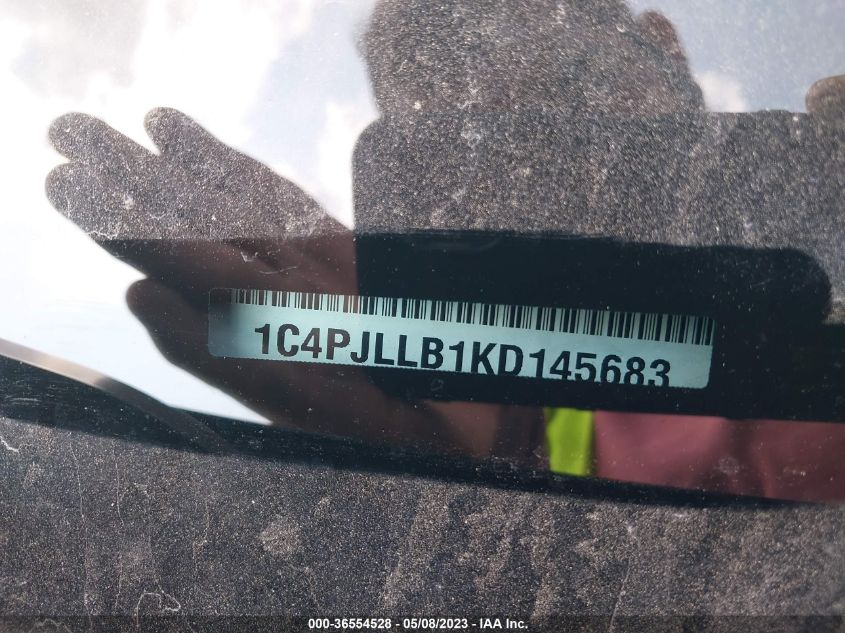 1C4PJLLB1KD145683
000-36554528 - 05/08/2023 - IAA Inc.